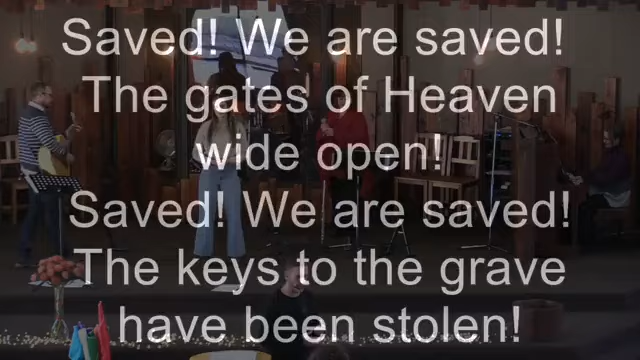 Saved! We are saved!
The gates of Heaven
wide open!
Saved! We are saved!
The keys to the grave
have been stolen!